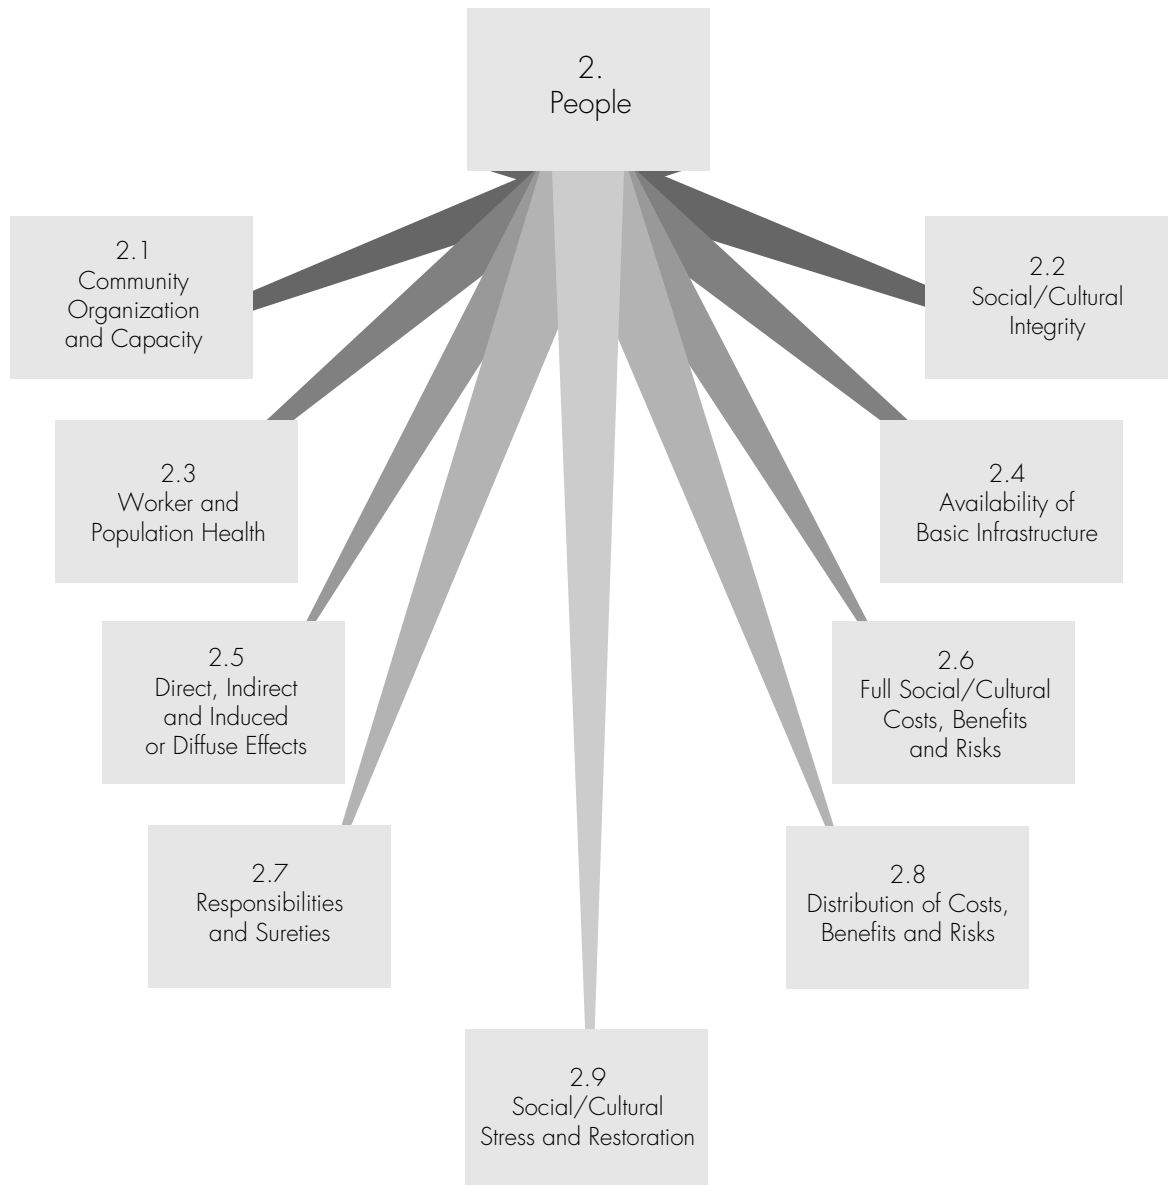 2.
People
2.1
Community
Organization
and Capacity
2.2
Social/Cultural
Integrity
2.3
Worker and
Population Health
2.4
Availability of
Basic Infrastructure
2.5
Direct, Indirect
and Induced
or Diffuse Effects
2.6
Full Social/Cultural
Costs, Benefits
and Risks
2.7
Responsibilities
and Sureties
2.8
Distribution of Costs,
Benefits and Risks
2.9
Social/Cultural
Stress and Restoration